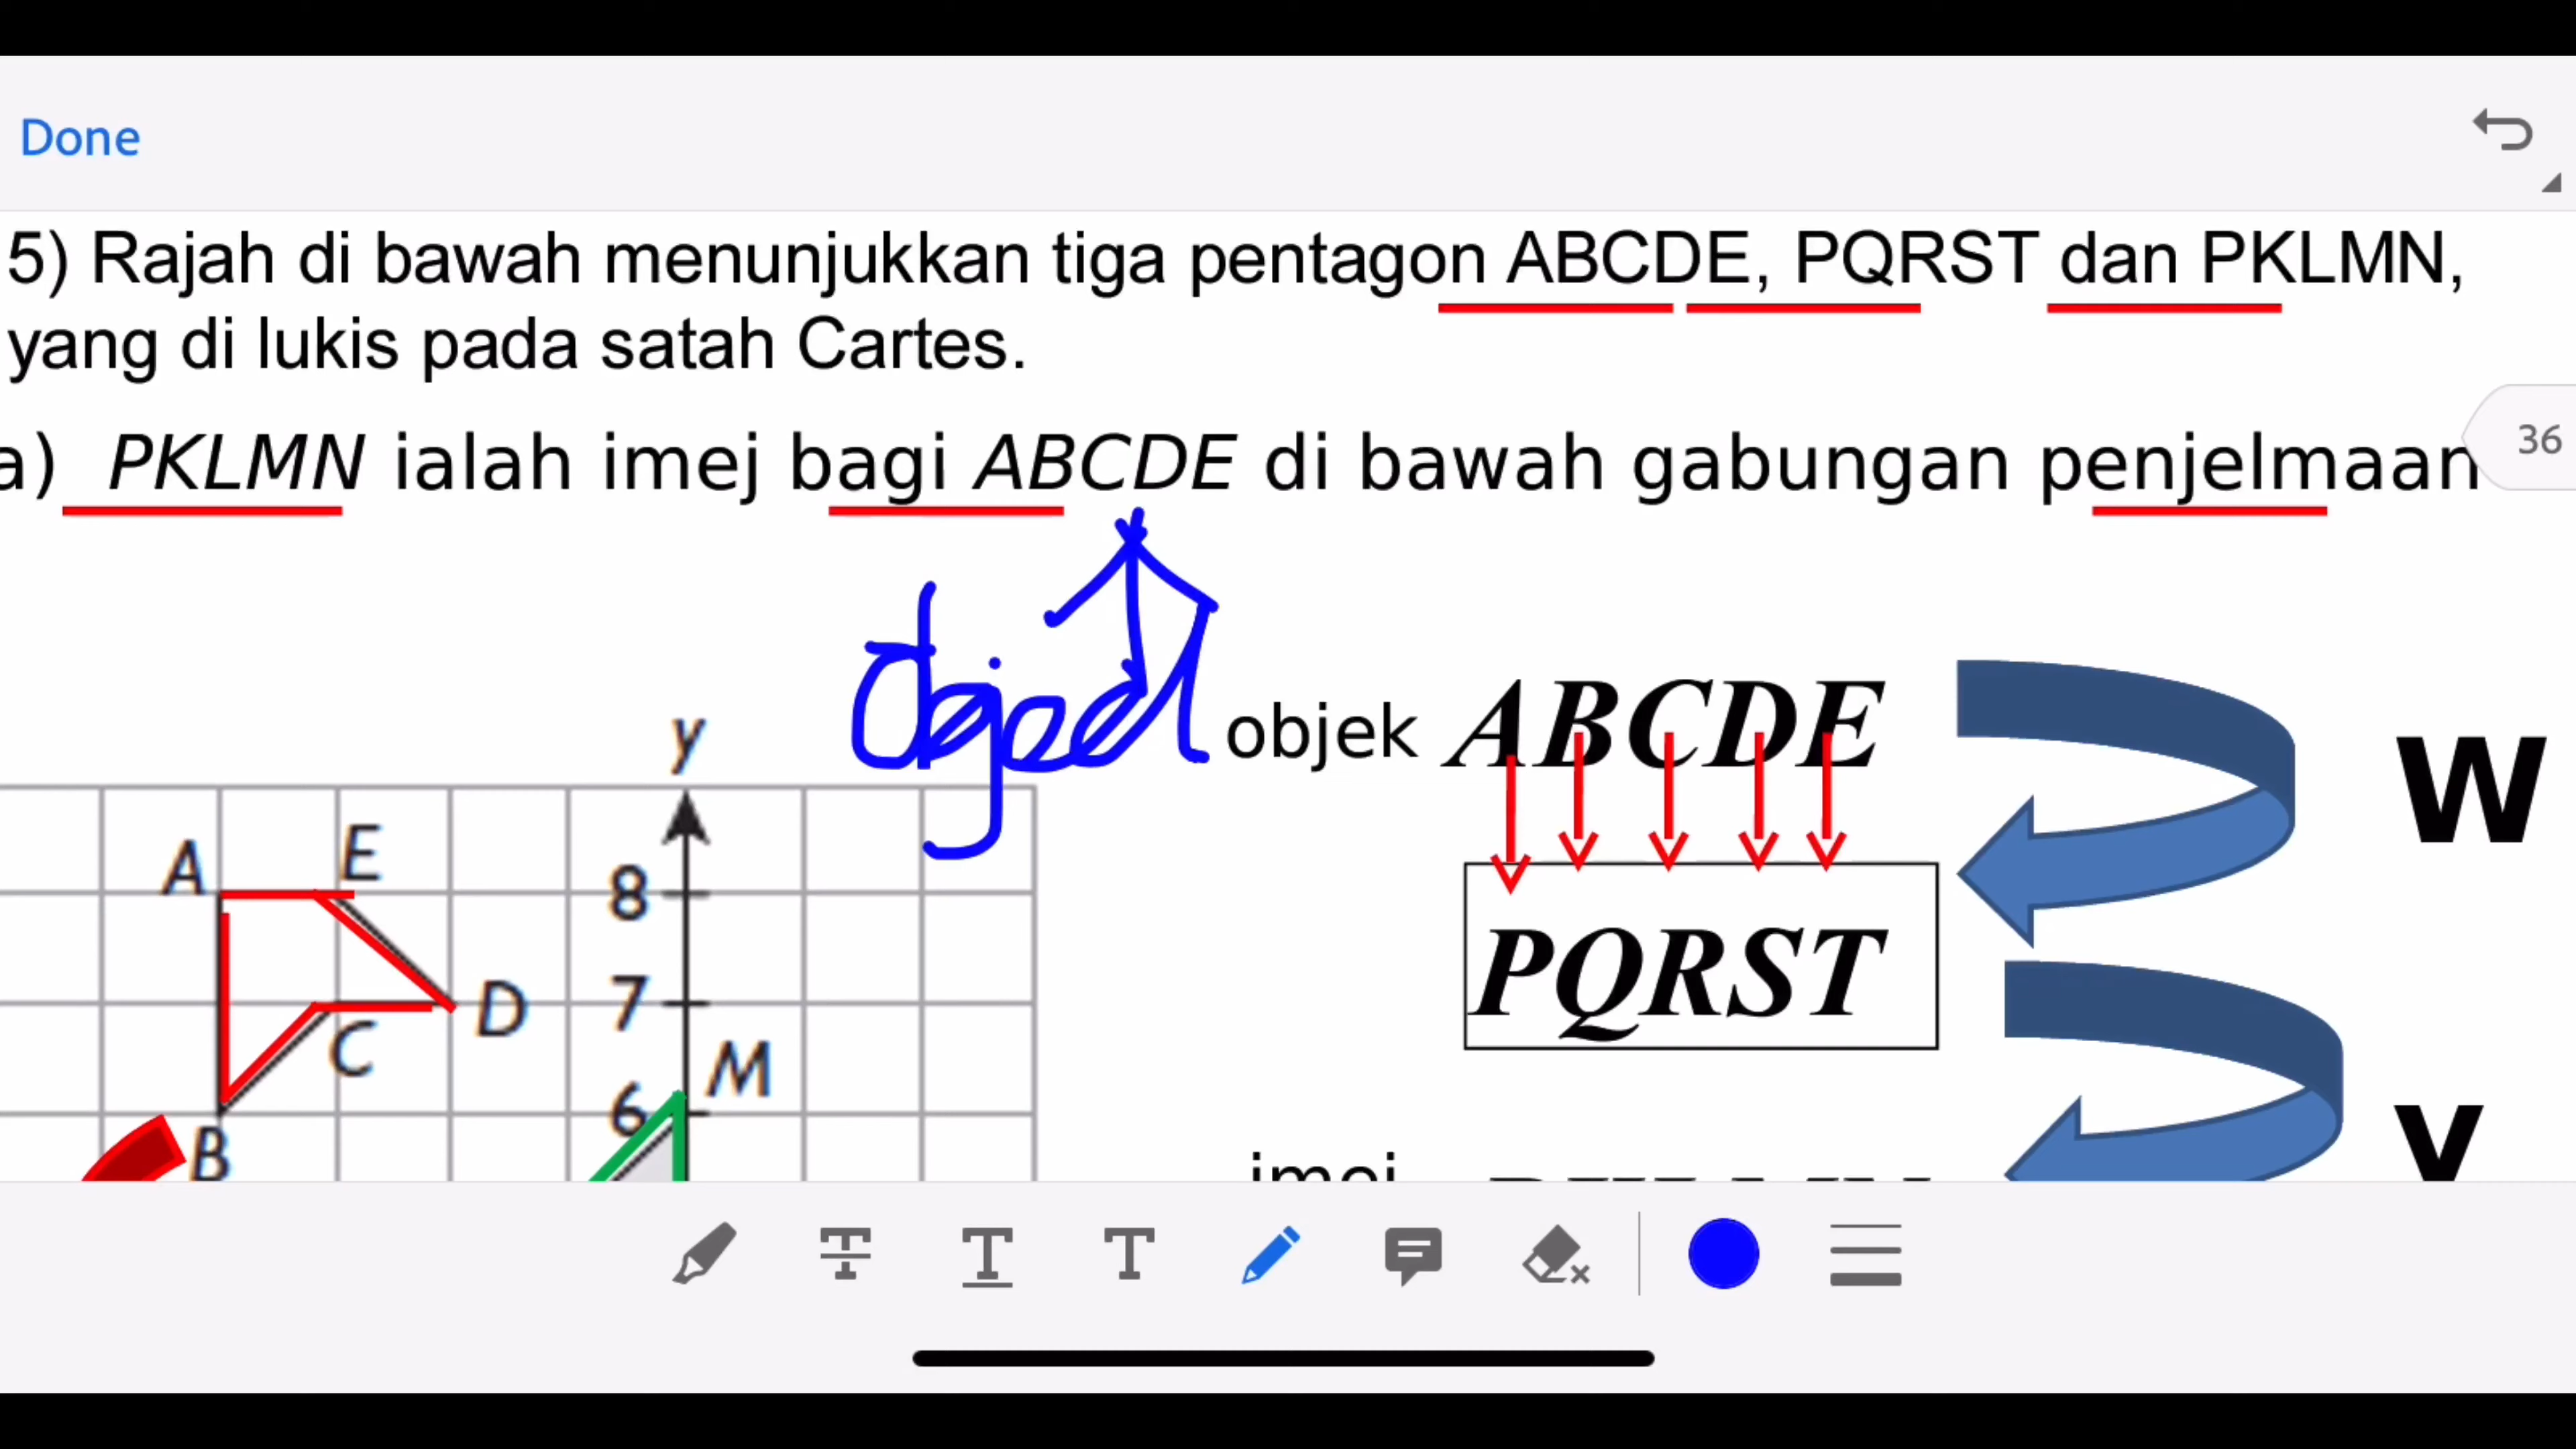 Done
5) Rajah di bawah menunjukkan tiga pentagon ABCDE, PQRST dan PKLMN,
yang di lukis pada satah Cartes.
a) PKLMN ialah imej bagi ABCDE di bawah gabungan penjelmaan
36
objek ABCDE
W
y
A
E
8
PQRST
7
D
C
M
6
B
V
imej
T T T